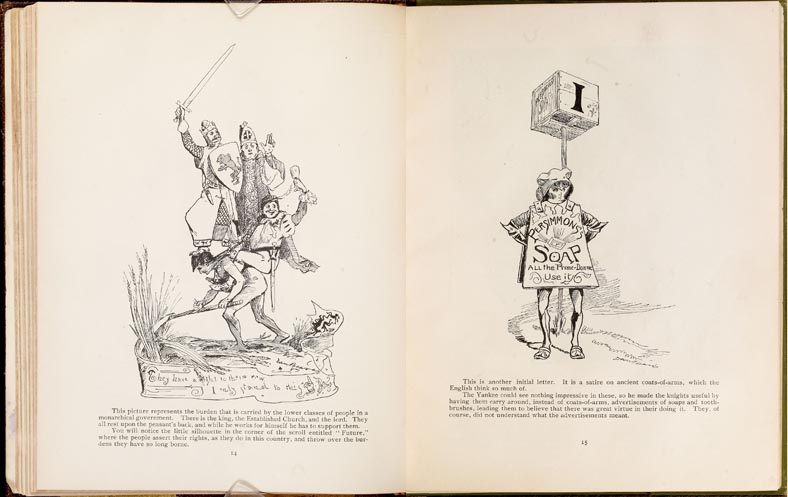 They have a right to their
This picture represents the burden that is carried by the lower classes of people in a
monarchical government. There is the king, the Established Church, and the lord. They
all rest upon the peasant's back, and while he works for himself he has to support them.
You will notice the little silhouette in the corner of the scroll entitled "Future,"
where the people assert their rights, as they do in this country, and throw over the bur-
dens they have so long borne.
14
I
PERSIMMONS'
SOAP
ALL the Prime-Donne
Use it
This is another initial letter. It is a satire on ancient coats-of-arms, which the
English think so much of.
The Yankee could see nothing impressive in these, so he made the knights useful by
having them carry around, instead of coats-of-arms, advertisements of soaps and tooth-
brushes, leading them to believe that there was great virtue in their doing it. They, of
course, did not understand what the advertisements meant.
15